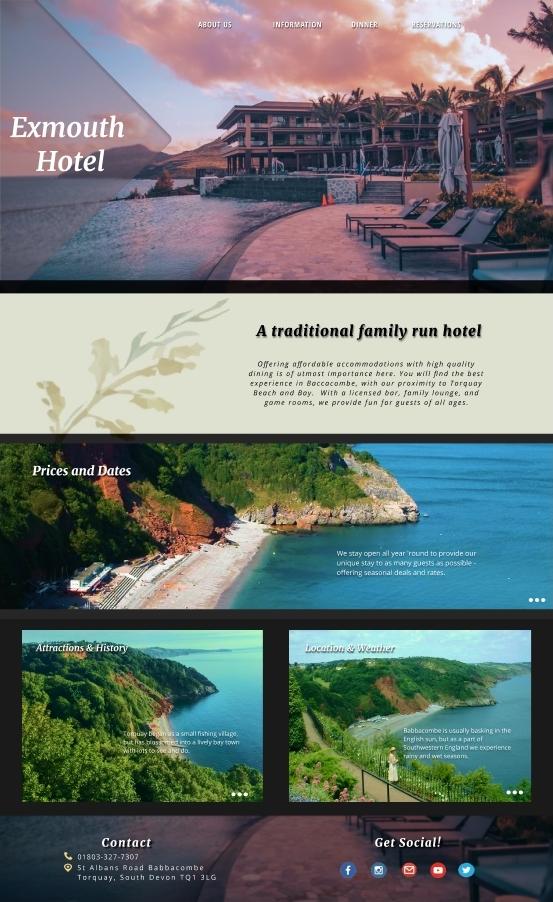 ABOUT US INFORMATION DINNER RESERVATIONS
Exmouth
Hotel
A traditional family run hotel
Offering affordable accommodations with high quality
dining is of utmost importance here. You will find the best
experience in Baccacombe, with our proximity to Torquay
Beach and Bay. With a licensed bar, family lounge, and
game rooms, we provide fun for guests of all ages.
Prices and Dates
We stay open all year 'round to provide our
unique stay to as many guests as possible -
offering seasonal deals and rates.
Attractions & History
Torquay began as a small fishing village,
but has blossomed into a lively bay town
with lots to see and do.
Location & Weather
Babbacombe is usually basking in the
English sun, but as a part of
Southwestern England we experience
rainy and wet seasons.
Contact
01803-327-7307
St Albans Road Babbacombe
Torquay, South Devon TQ1 3LG
Get Social!